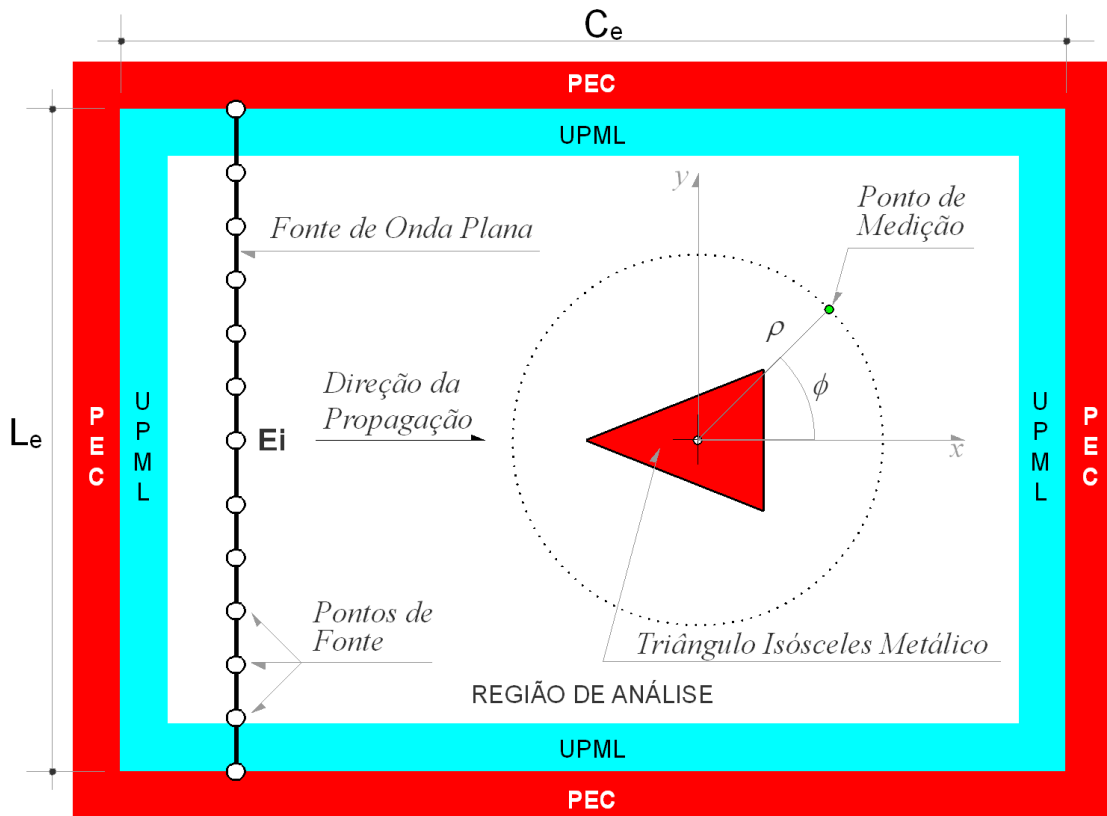 Cₑ
PEC
UPML
y
Ponto de
Medição
Fonte de Onda Plana
ρ
Direção da
Propagação
ϕ
U
P
M
L
U
P
M
L
P
E
C
P
E
C
Lₑ
Ei
x
Pontos de
Fonte
Triângulo Isósceles Metálico
REGIÃO DE ANÁLISE
UPML
PEC